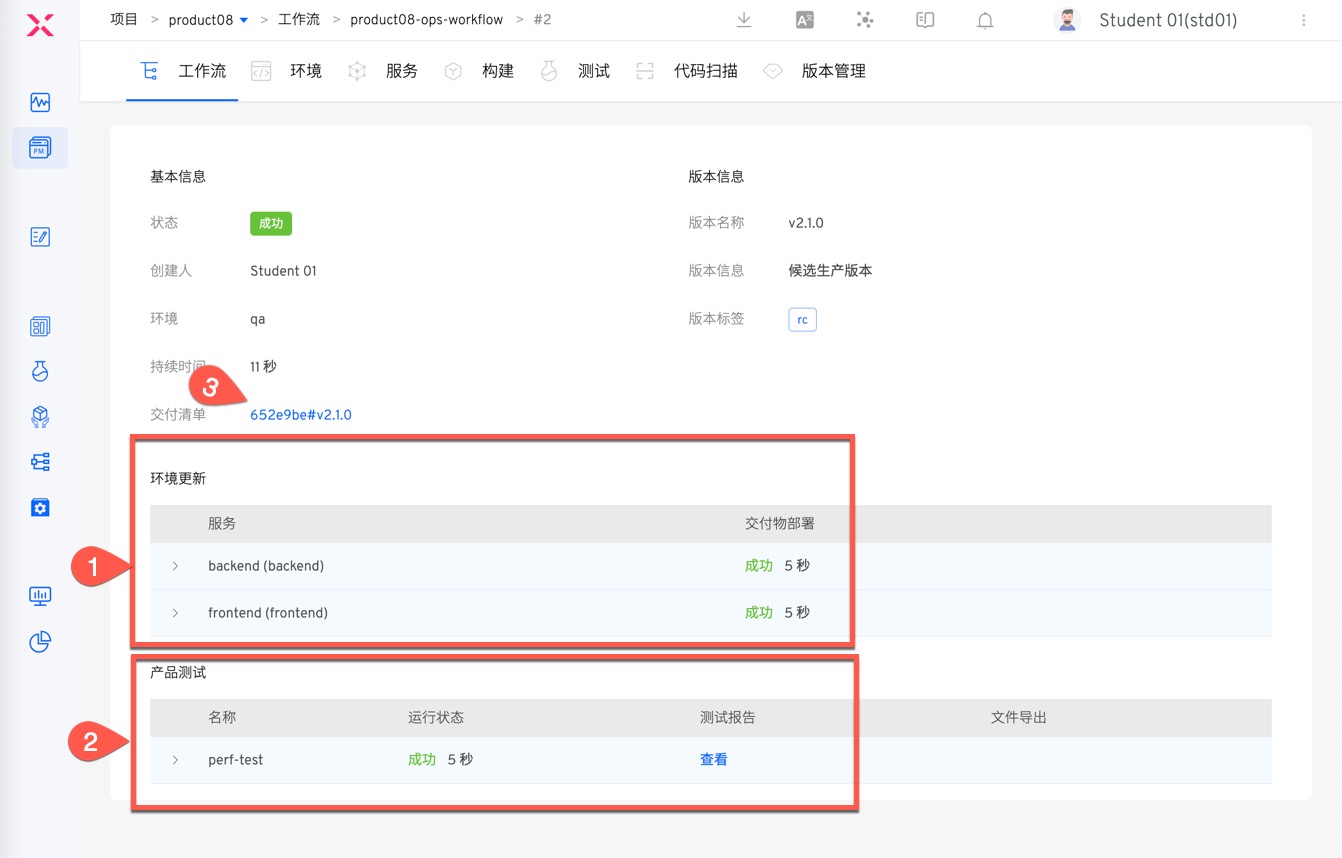 项目 > product08 > 工作流 > product08-ops-workflow > #2
Student 01(std01)
工作流 环境 服务 构建 测试 代码扫描 版本管理
PM
基本信息 版本信息
状态 成功 版本名称 v2.1.0
创建人 Student 01 版本信息 候选生产版本
环境 qa 版本标签 rc
持续时间 11 秒
3
交付清单 652e9be#v2.1.0
环境更新
服务 交付物部署
1
backend (backend) 成功 5 秒
frontend (frontend) 成功 5 秒
产品测试
名称 运行状态 测试报告 文件导出
2
perf-test 成功 5 秒 查看